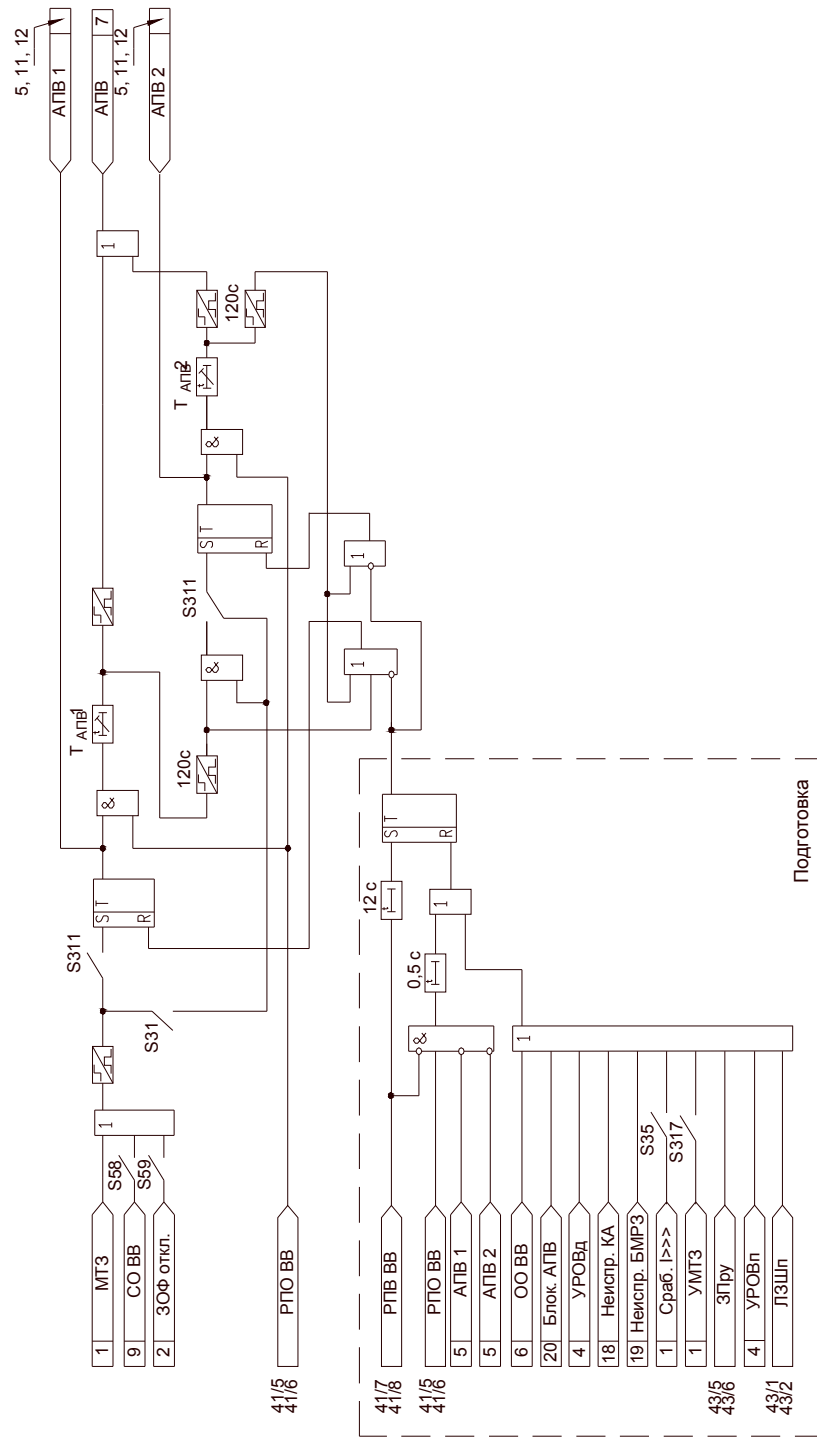 5, 11, 12
АПВ 1
АПВ
7
5, 11, 12
АПВ 2
1
120с
Т АПВ2
&
S T
R
S311
&
120с
Т АПВ1
&
S T
R
S311
S31
1
S58
S59
1
МТЗ
9
СО ВВ
2
ЗОФ откл.
41/5
41/6
РПО ВВ
1
1
S T
R
12 с
1
0,5 с
&
1
Подготовка
S35
S317
41/7
41/8
РПВ ВВ
41/5
41/6
РПО ВВ
5
АПВ 1
5
АПВ 2
6
ОО ВВ
20
Блок. АПВ
4
УРОВд
18
Неиспр. КА
19
Неиспр. БМРЗ
1
Сраб. I>>>
1
УМТЗ
43/5
43/6
ЗПру
4
УРОВп
43/1
43/2
ЛЗШп